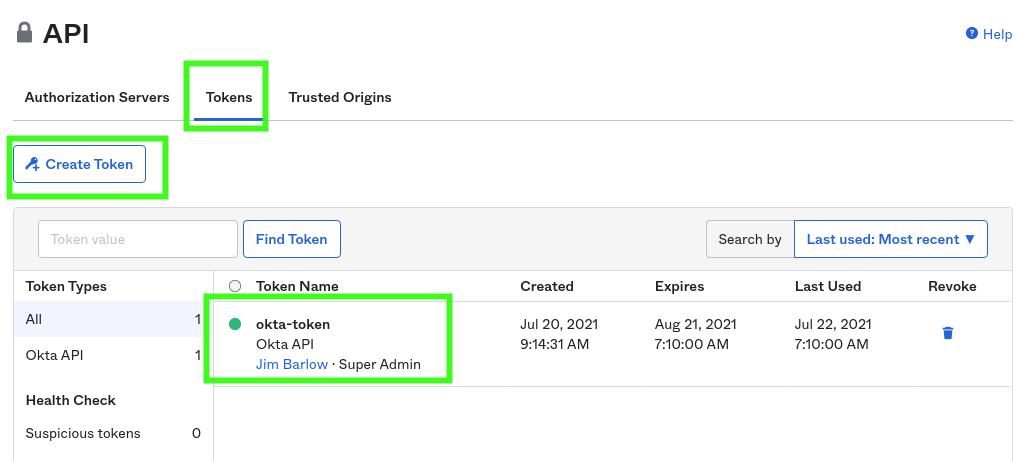 API
Help
Authorization Servers Tokens Trusted Origins
Create Token
Token value Find Token Search by Last used: Most recent ▼
Token Types Token Name Created Expires Last Used Revoke
All 1
okta-token Jul 20, 2021 Aug 21, 2021 Jul 22, 2021
Okta API 9:14:31 AM 7:10:00 AM 7:10:00 AM
Jim Barlow · Super Admin
Okta API 1
Health Check
Suspicious tokens 0